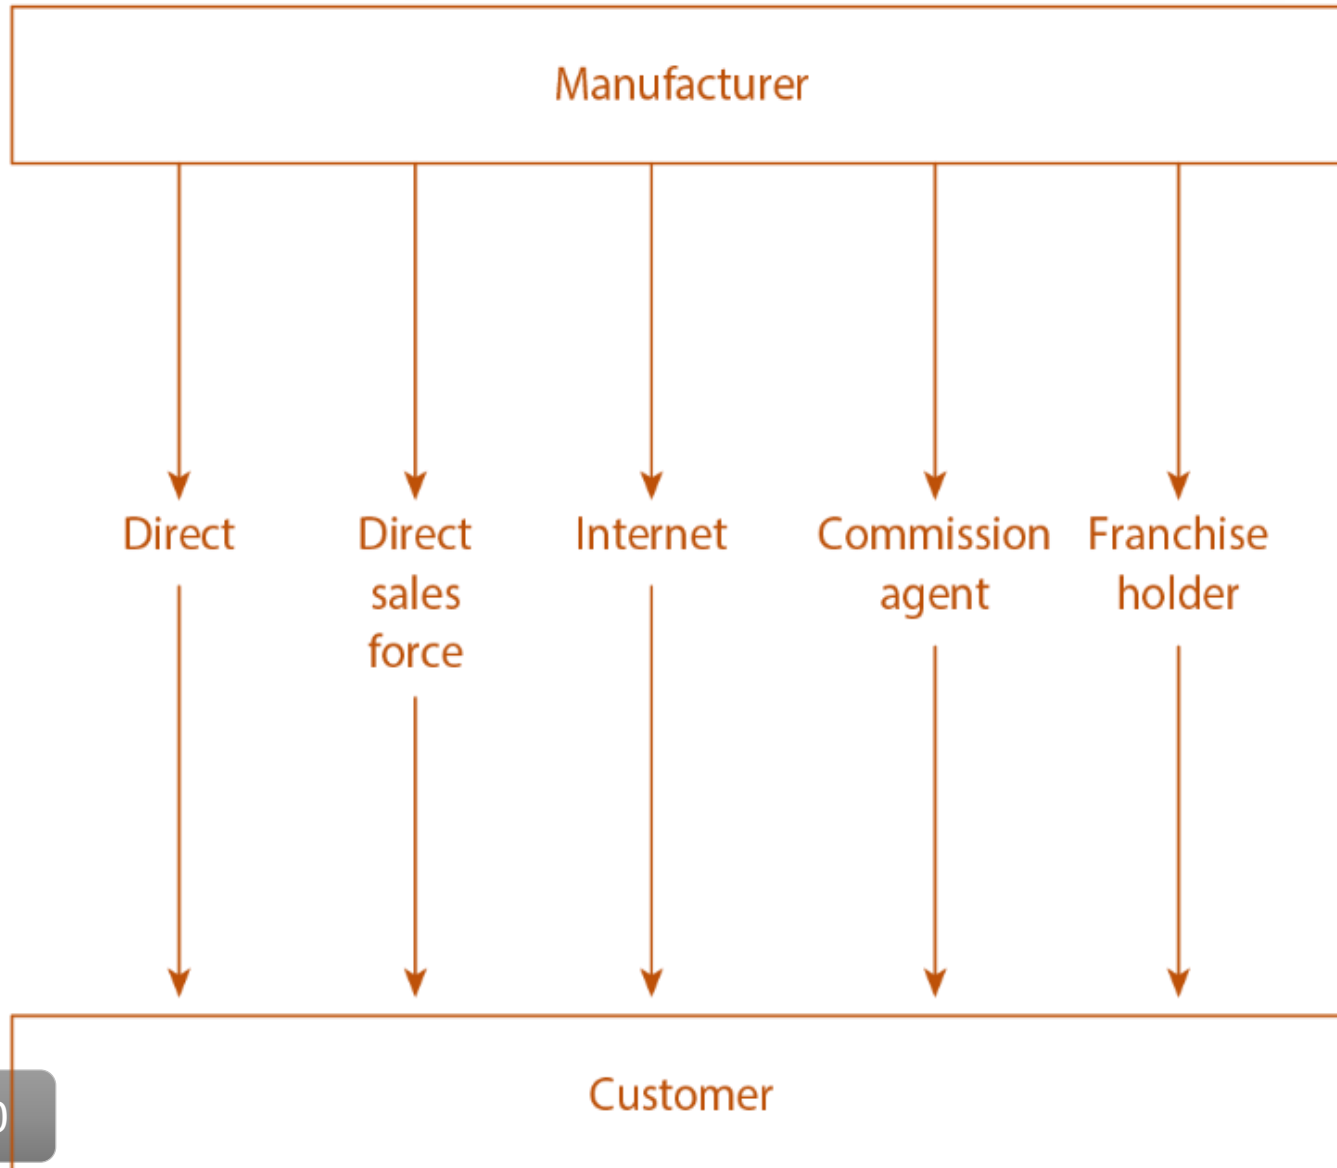 Manufacturer
Direct
Direct
sales
force
Internet
Commission
agent
Franchise
holder
Customer